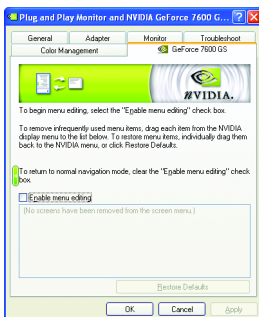 Plug and Play Monitor and NVIDIA GeForce 7600 G...
General
Adapter
Monitor
Troubleshoot
Color Management
GeForce 7600 GS
nVIDIA.
To begin menu editing, select the "Enable menu editing" check box.
To remove infrequently used menu items, drag each item from the NVIDIA
display menu to the list below. To restore menu items, individually drag them
back to the NVIDIA menu, or click Restore Defaults.
To return to normal navigation mode, clear the "Enable menu editing" check
box.
Enable menu editing
(No screens have been removed from the screen menu.)
Restore Defaults
OK
Cancel
Apply